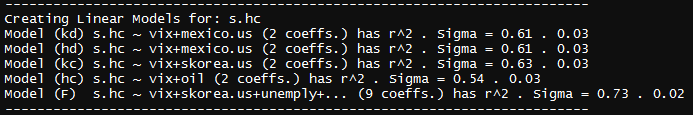 ---------------------------------------------------------------------------
Creating Linear Models for: s.hc
Model (kd) s.hc ~ vix+mexico.us (2 coeffs.) has r^2 . Sigma = 0.61 . 0.03
Model (hd) s.hc ~ vix+mexico.us (2 coeffs.) has r^2 . Sigma = 0.61 . 0.03
Model (kc) s.hc ~ vix+skorea.us (2 coeffs.) has r^2 . Sigma = 0.63 . 0.03
Model (hc) s.hc ~ vix+oil (2 coeffs.) has r^2 . Sigma = 0.54 . 0.03
Model (F)  s.hc ~ vix+skorea.us+unemply+... (9 coeffs.) has r^2 . Sigma = 0.73 . 0.02
---------------------------------------------------------------------------